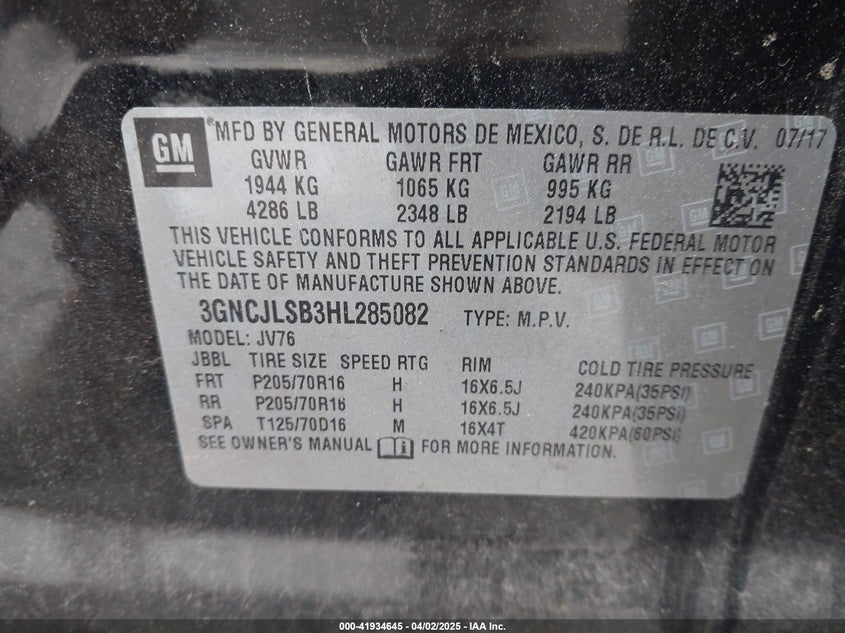 GM
®MFD BY GENERAL MOTORS DE MEXICO, S. DE R.L. DE C.V. 07/17
GVWR GAWR FRT GAWR RR
1944 KG 1065 KG 995 KG
4286 LB 2348 LB 2194 LB
THIS VEHICLE CONFORMS TO ALL APPLICABLE U.S. FEDERAL MOTOR
VEHICLE SAFETY AND THEFT PREVENTION STANDARDS IN EFFECT ON
THE DATE OF MANUFACTURE SHOWN ABOVE.
3GNCJLSB3HL285082 TYPE: M.P.V.
MODEL: JV76
JBBL TIRE SIZE SPEED RTG RIM COLD TIRE PRESSURE
FRT P205/70R16 H 16X6.5J 240KPA(35PSI)
RR P205/70R16 H 16X6.5J 240KPA(35PSI)
SPA T125/70D16 M 16X4T 420KPA(60PSI)
SEE OWNER'S MANUAL FOR MORE INFORMATION.
000-41934645 - 04/02/2025 - IAA Inc.